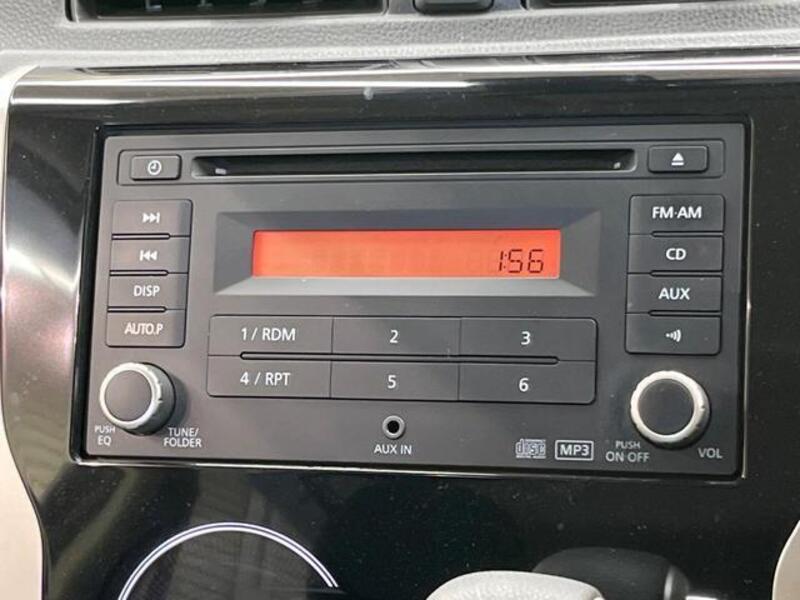 1:56
FM·AM
CD
DISP
AUX
AUTO.P
1 / RDM
2
3
4 / RPT
5
6
PUSH
EQ
TUNE/
FOLDER
AUX IN
disc
MP3
PUSH
ON·OFF
VOL